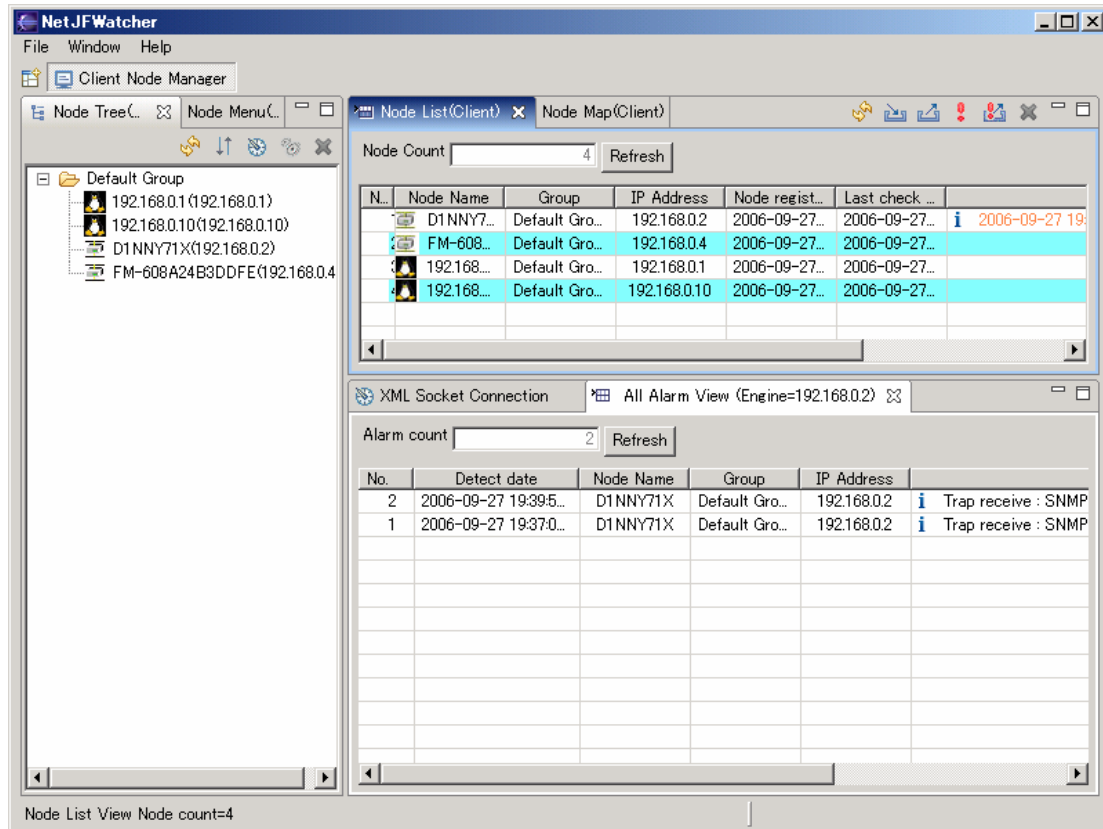 NetJFWatcher
File Window Help
Client Node Manager
Node Tree(... Node Menu(...
Default Group
192.168.0.1(192.168.0.1)
192.168.0.10(192.168.0.10)
D1NNY71X(192.168.0.2)
FM-608A24B3DDFE(192.168.0.4
Node List(Client) Node Map(Client)
Node Count 4 Refresh
N... Node Name Group IP Address Node regist... Last check ...
D1NNY7... Default Gro... 192.168.0.2 2006-09-27... 2006-09-27... i 2006-09-27 19:
2 FM-608... Default Gro... 192.168.0.4 2006-09-27... 2006-09-27...
192.168.... Default Gro... 192.168.0.1 2006-09-27... 2006-09-27...
192.168.... Default Gro... 192.168.0.10 2006-09-27... 2006-09-27...
XML Socket Connection All Alarm View (Engine=192.168.0.2)
Alarm count 2 Refresh
No. Detect date Node Name Group IP Address
2 2006-09-27 19:39:5... D1NNY71X Default Gro... 192.168.0.2 i Trap receive : SNMP
1 2006-09-27 19:37:0... D1NNY71X Default Gro... 192.168.0.2 i Trap receive : SNMP
Node List View Node count=4